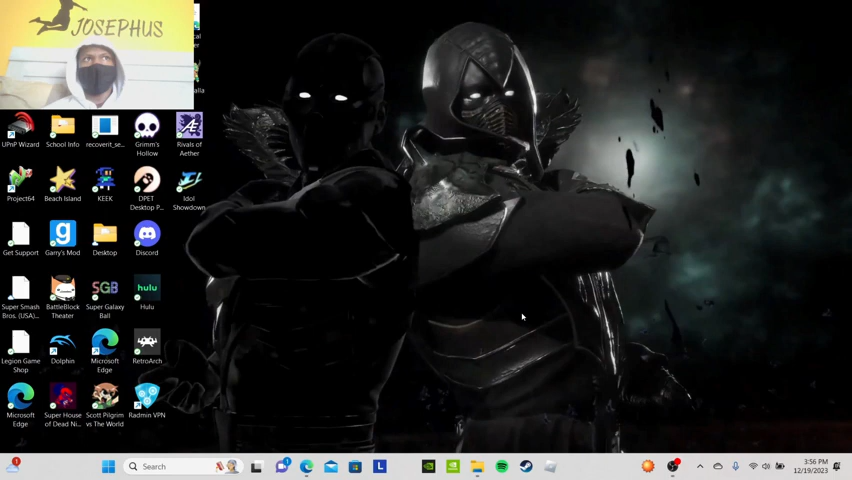 JOSEPHUS
UPnP Wizard
School Info
recoverit_se...
Grimm's
Hollow
Rivals of
Aether
Project64
Beach Island
KEEK
DPET
Desktop P...
Idol
Showdown
Get Support
Garry's Mod
Desktop
Discord
Super Smash
Bros. (USA)...
BattleBlock
Theater
SGB
Super Galaxy
Ball
hulu
Hulu
Legion Game
Shop
Dolphin
Microsoft
Edge
RetroArch
Microsoft
Edge
Super House
of Dead Ni...
Scott Pilgrim
vs The World
Radmin VPN
Search
3:56 PM
12/19/2023